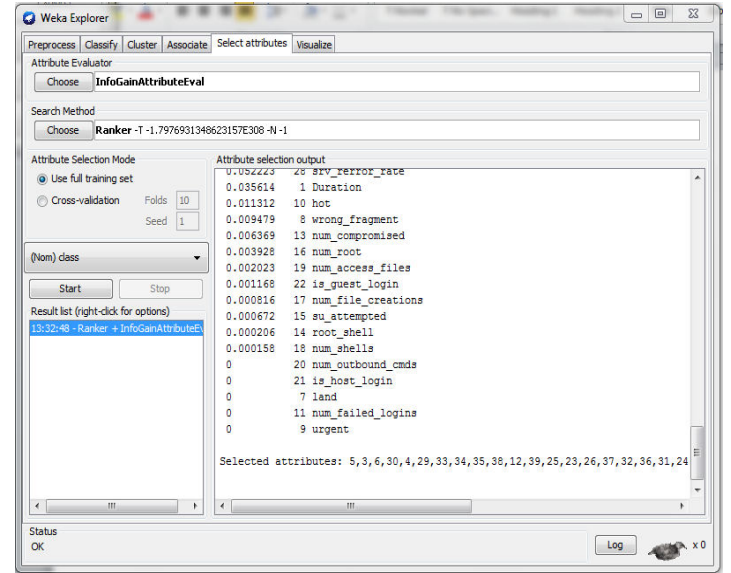 Weka Explorer
Preprocess Classify Cluster Associate Select attributes Visualize
Attribute Evaluator
Choose InfoGainAttributeEval
Search Method
Choose Ranker -T -1.7976931348623157E308 -N -1
Attribute Selection Mode
Use full training set
Cross-validation Folds 10
Seed 1
(Nom) class
Start Stop
Result list (right-click for options)
13:32:48 - Ranker + InfoGainAttributeEv
Attribute selection output
0.052223 28 srv_rerror_rate
0.035614 1 Duration
0.011312 10 hot
0.009479 8 wrong_fragment
0.006369 13 num_compromised
0.003928 16 num_root
0.002023 19 num_access_files
0.001168 22 is_guest_login
0.000816 17 num_file_creations
0.000672 15 su_attempted
0.000206 14 root_shell
0.000158 18 num_shells
0 20 num_outbound_cmds
0 21 is_host_login
0 7 land
0 11 num_failed_logins
0 9 urgent
Selected attributes: 5,3,6,30,4,29,33,34,35,38,12,39,25,23,26,37,32,36,31,24
Status
OK
Log x 0